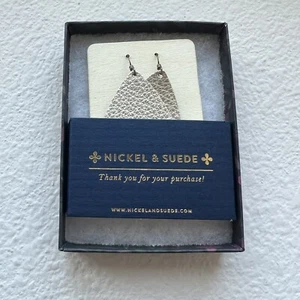 NICKEL & SUEDE
Thank you for your purchase!
WWW.NICKELANDSUEDE.COM